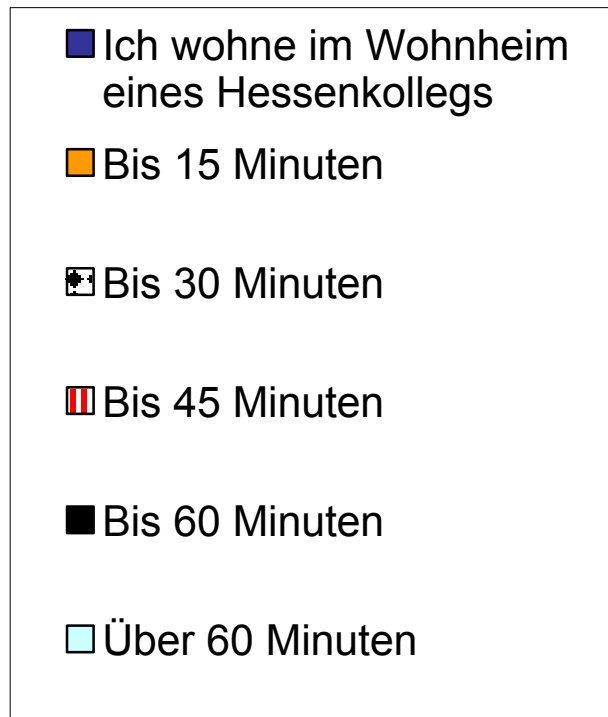 Ich wohne im Wohnheim
eines Hessenkollegs
Bis 15 Minuten
Bis 30 Minuten
Bis 45 Minuten
Bis 60 Minuten
Über 60 Minuten